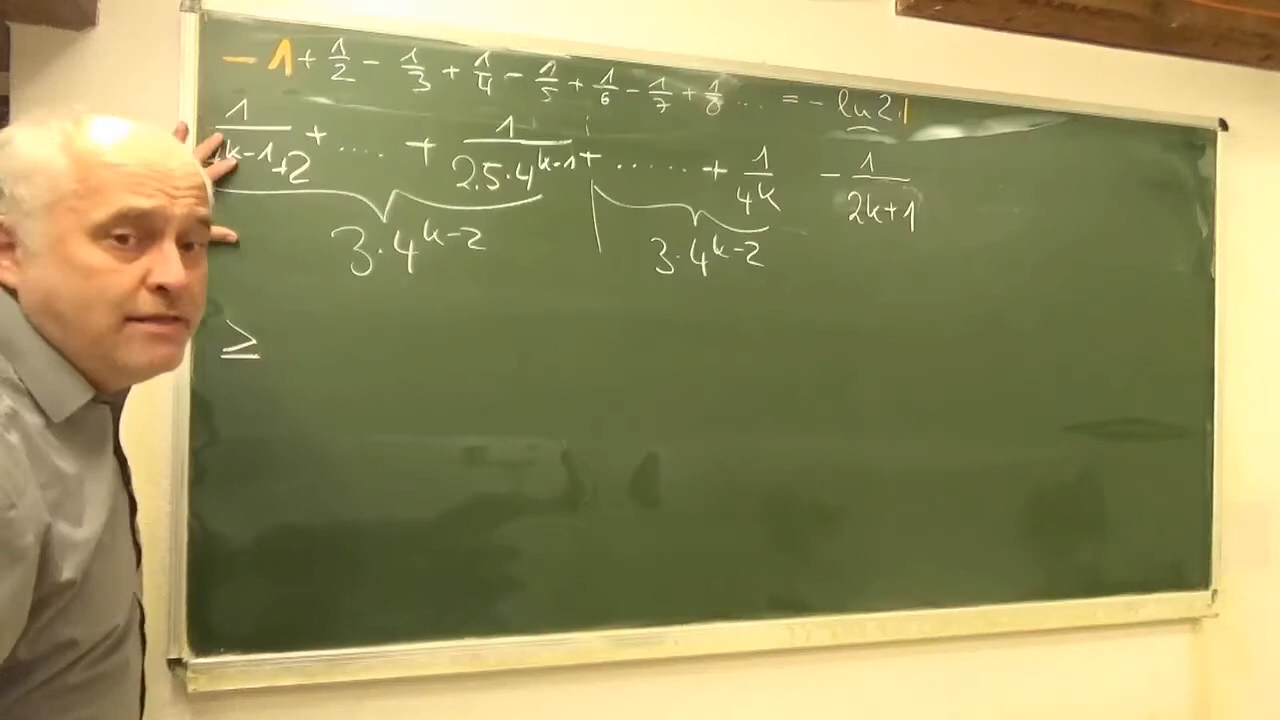 - 1 + 1/2 - 1/3 + 1/4 - 1/5 + 1/6 - 1/7 + 1/8 ... = - ln 2.1
1/(4^{k-1}+2) + .... + 1/(2.5·4^{k-1}) + ...... + 1/4^k - 1/(2k+1)
3·4^{k-2} 3·4^{k-2}
≥